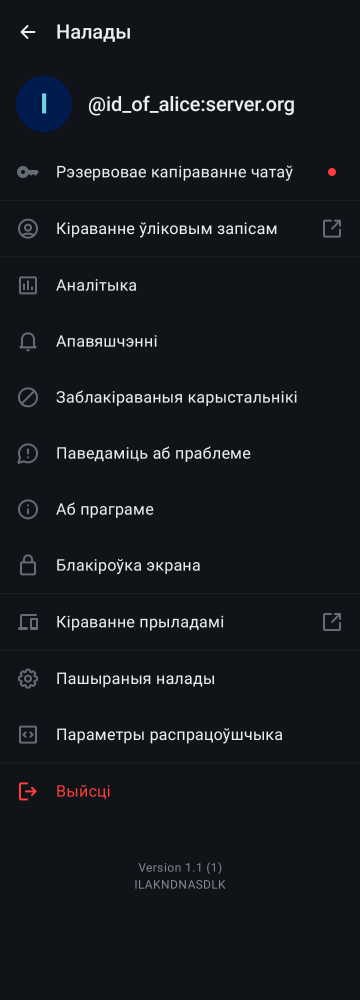 Налады
I
@id_of_alice:server.org
Рэзервовае капіраванне чатаў
Кіраванне ўліковым запісам
Аналітыка
Апавяшчэнні
Заблакіраваныя карыстальнікі
Паведаміць аб праблеме
Аб праграме
Блакіроўка экрана
Кіраванне прыладамі
Пашыраныя налады
Параметры распрацоўшчыка
Выйсці
Version 1.1 (1)
ILAKNDNASDLK